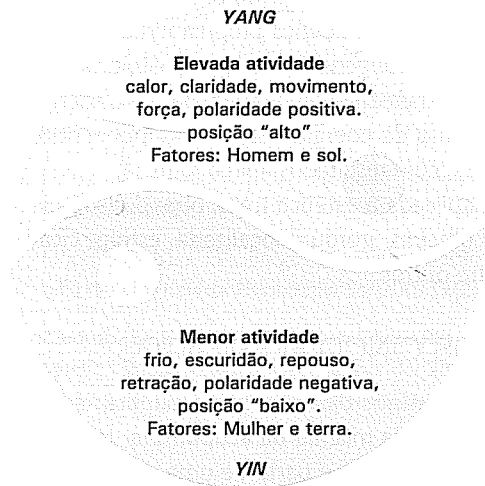 YANG
Elevada atividade
calor, claridade, movimento,
força, polaridade positiva.
posição “alto”
Fatores: Homem e sol.
Menor atividade
frio, escuridão, repouso,
retração, polaridade negativa,
posição “baixo”.
Fatores: Mulher e terra.
YIN